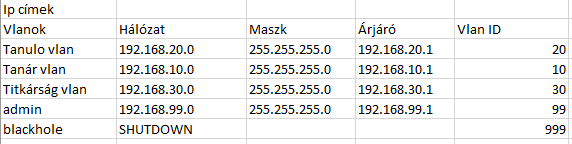 Ip címek
Vlanok Hálózat Maszk Árjáró Vlan ID
Tanulo vlan 192.168.20.0 255.255.255.0 192.168.20.1 20
Tanár vlan 192.168.10.0 255.255.255.0 192.168.10.1 10
Titkárság vlan 192.168.30.0 255.255.255.0 192.168.30.1 30
admin 192.168.99.0 255.255.255.0 192.168.99.1 99
blackhole SHUTDOWN 999